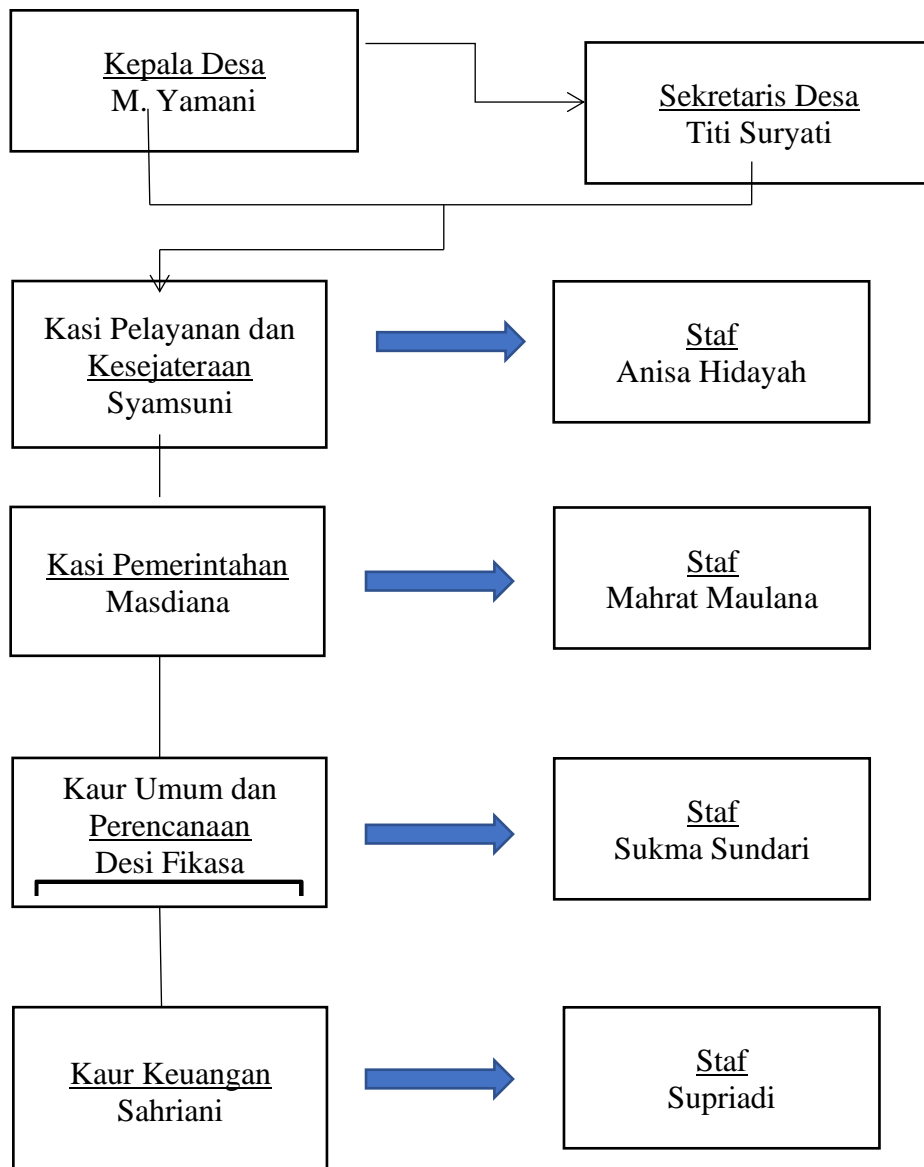 Kepala Desa
M. Yamani
Sekretaris Desa
Titi Suryati
Kasi Pelayanan dan
Kesejateraan
Syamsuni
Staf
Anisa Hidayah
Kasi Pemerintahan
Masdiana
Staf
Mahrat Maulana
Kaur Umum dan
Perencanaan
Desi Fikasa
Staf
Sukma Sundari
Kaur Keuangan
Sahriani
Staf
Supriadi